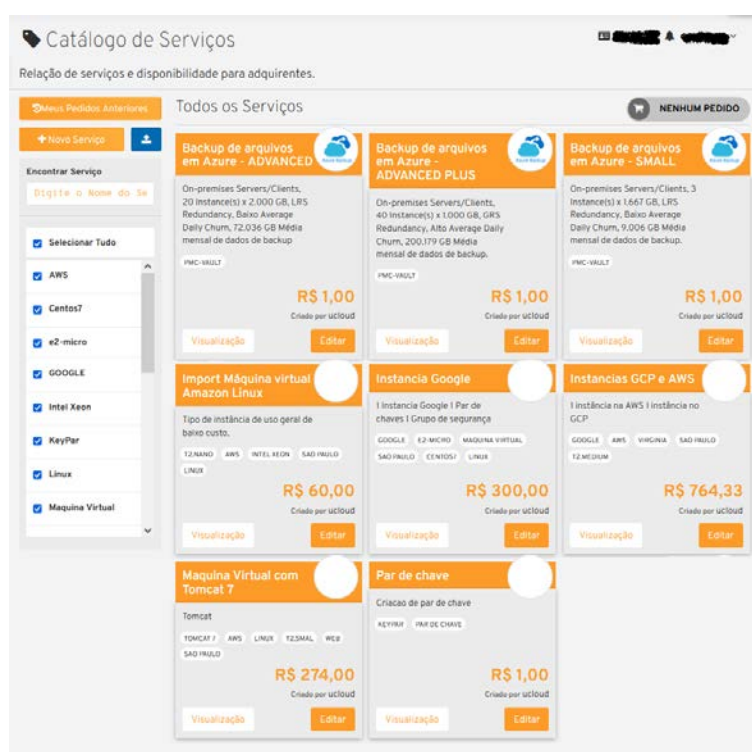 Catálogo de Serviços
Relação de serviços e disponibilidade para adquirentes.
Meus Pedidos Anteriores
Todos os Serviços
NENHUM PEDIDO
+ Novo Serviço
Encontrar Serviço
Digite o Nome do Se
Selecionar Tudo
AWS
Centos7
e2-micro
GOOGLE
Intel Xeon
KeyPar
Linux
Maquina Virtual
Backup de arquivos
em Azure - ADVANCED
On-premises Servers/Clients,
20 Instance(s) x 2.000 GB, LRS
Redundancy, Baixo Average
Daily Churn, 72.036 GB Média
mensal de dados de backup
PMC-VAULT
R$ 1,00
Criado por ucloud
Visualização
Editar
Backup de arquivos
em Azure -
ADVANCED PLUS
On-premises Servers/Clients,
40 Instance(s) x 1.000 GB, GRS
Redundancy, Alto Average Daily
Churn, 200.179 GB Média
mensal de dados de backup.
PMC-VAULT
R$ 1,00
Criado por ucloud
Visualização
Editar
Backup de arquivos
em Azure - SMALL
On-premises Servers/Clients, 3
Instance(s) x 1.667 GB, LRS
Redundancy, Baixo Average
Daily Churn, 9.006 GB Média
mensal de dados de backup.
PMC-VAULT
R$ 1,00
Criado por ucloud
Visualização
Editar
Import Máquina virtual
Amazon Linux
Tipo de instância de uso geral de
baixo custo.
T2.NANO AWS INTEL XEON SAO PAULO
LINUX
R$ 60,00
Criado por ucloud
Visualização
Editar
Instancia Google
1 Instancia Google 1 Par de
chaves 1 Grupo de segurança
GOOGLE E2-MICRO MAQUINA VIRTUAL
SAO PAULO CENTOS7 LINUX
R$ 300,00
Criado por ucloud
Visualização
Editar
Instancias GCP e AWS
1 instância na AWS 1 instância no
GCP
GOOGLE AWS VIRGINIA SAO PAULO
T2.MEDIUM
R$ 764,33
Criado por ucloud
Visualização
Editar
Maquina Virtual com
Tomcat 7
Tomcat
TOMCAT 7 AWS LINUX T2.SMAL WEB
SAO PAULO
R$ 274,00
Criado por ucloud
Visualização
Editar
Par de chave
Criacao de par de chave
KEYPAR PAR DE CHAVE
R$ 1,00
Criado por ucloud
Visualização
Editar